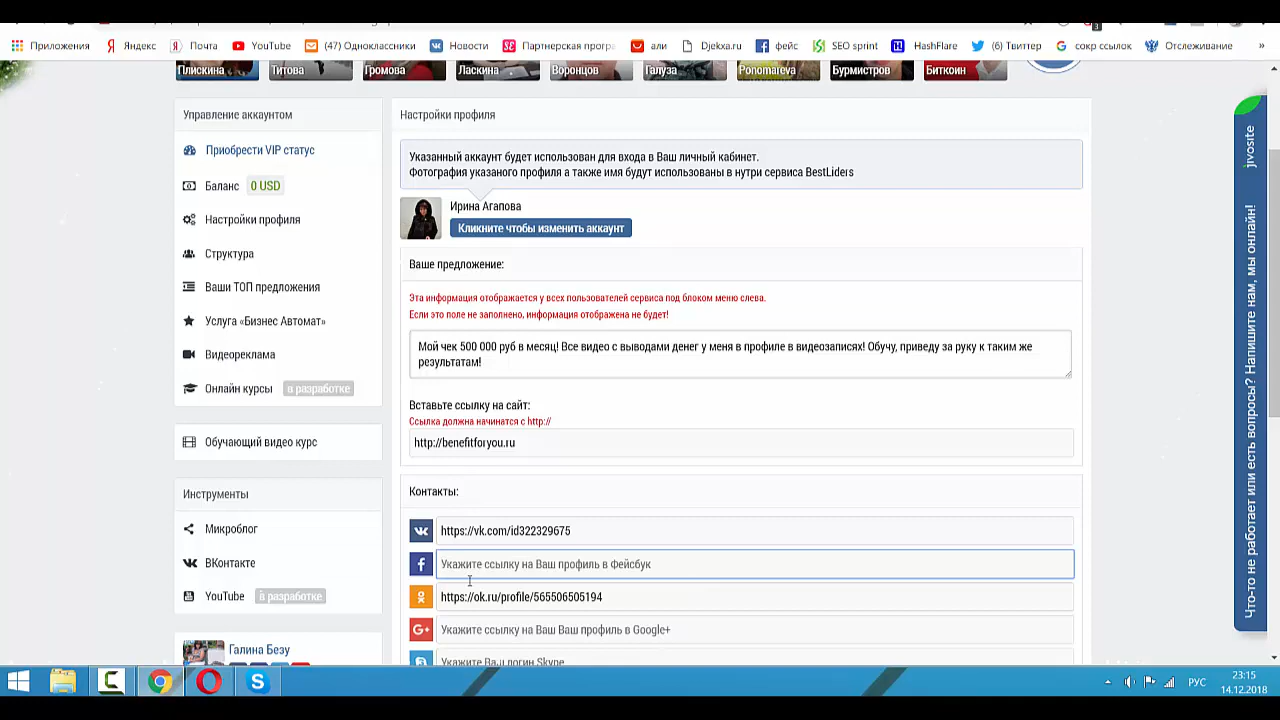 3
Приложения
Яндекс
Почта
YouTube
(47) Одноклассники
Новости
Партнерская прогр
али
Djekxa.ru
фейс
SEO sprint
HashFlare
(6) Твиттер
сокр ссылок
Отслеживание
»
Плискина
Титова
Громова
Ласкина
Воронцов
Галуза
Ponomareva
Бурмистров
Биткоин
Управление аккаунтом
Приобрести VIP статус
Баланс 0 USD
Настройки профиля
Структура
Ваши ТОП предложения
Услуга «Бизнес Автомат»
Видеореклама
Онлайн курсы в разработке
Обучающий видео курс
Инструменты
Микроблог
ВКонтакте
YouTube в разработке
Галина Безу
Настройки профиля
Указанный аккаунт будет использован для входа в Ваш личный кабинет.
Фотография указаного профиля а также имя будут использованы в нутри сервиса BestLiders
Ирина Агапова
Кликните чтобы изменить аккаунт
Ваше предложение:
Эта информация отображается у всех пользователей сервиса под блоком меню слева.
Если это поле не заполнено, информация отображена не будет!
Мой чек 500 000 руб в месяц! Все видео с выводами денег у меня в профиле в видеозаписях! Обучу, приведу за руку к таким же
результатам!
Вставьте ссылку на сайт:
Ссылка должна начинатся с http://
http://benefitforyou.ru
Контакты:
https://vk.com/id322329675
Укажите ссылку на Ваш профиль в Фейсбук
https://ok.ru/profile/565506505194
G+ Укажите ссылку на Ваш Ваш профиль в Google+
Укажите Ваш логин Skype
Что-то не работает или есть вопросы? Напишите нам, мы онлайн!
jivosite
РУС
23:15
14.12.2018